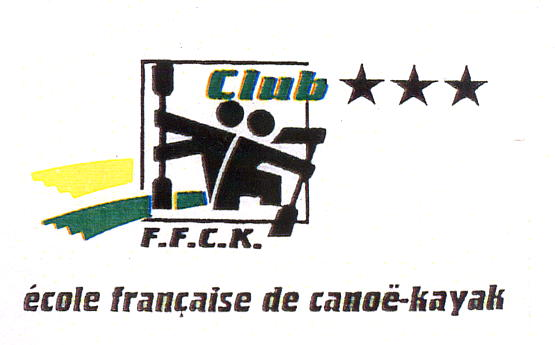 Club
F.F.C.K.
école française de canoë-kayak